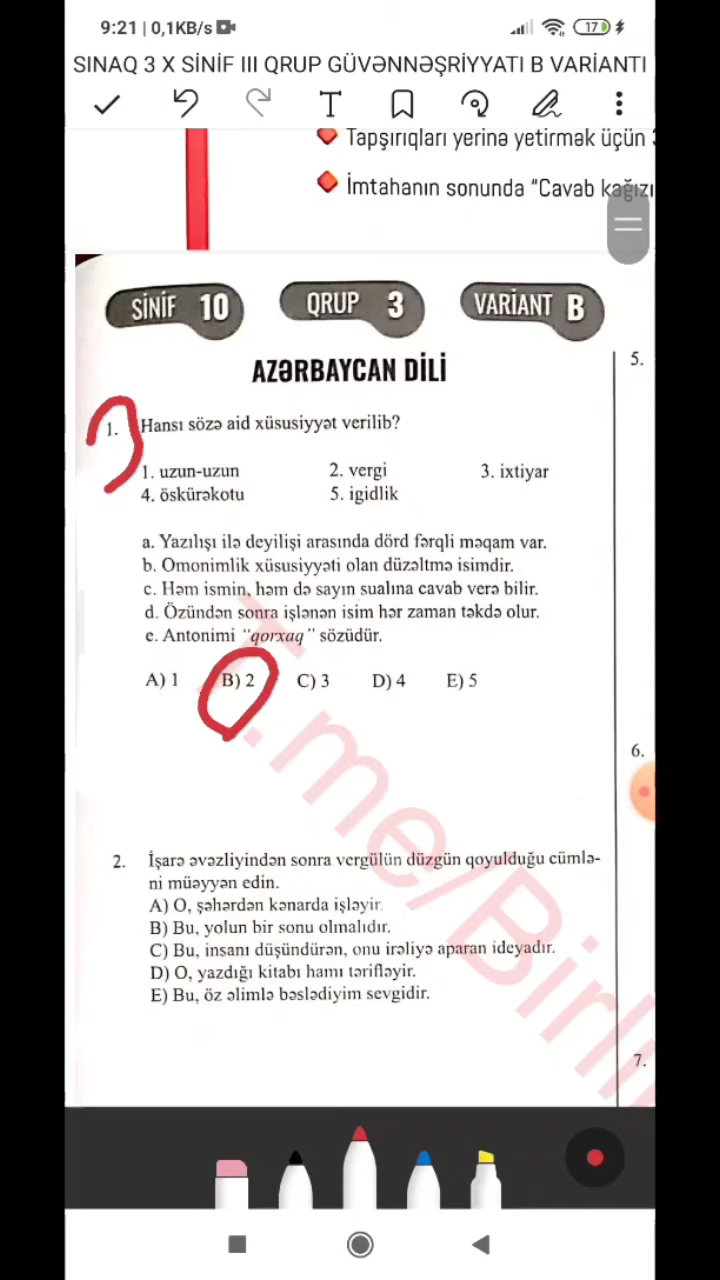 9:21 | 0,1KB/s
17
SINAQ 3 X SİNİF III QRUP GÜVƏNNƏŞRİYYATI B VARİANTI
T
Tapşırıqları yerinə yetirmək üçün 3
İmtahanın sonunda “Cavab kağızı
SİNİF 10 QRUP 3 VARİANT B
AZƏRBAYCAN DİLİ
1. Hansı sözə aid xüsusiyyət verilib?
1. uzun-uzun 2. vergi 3. ixtiyar
4. öskürəkotu 5. igidlik
a. Yazılışı ilə deyilişi arasında dörd fərqli məqam var.
b. Omonimlik xüsusiyyəti olan düzəltmə isimdir.
c. Həm ismin, həm də sayın sualına cavab verə bilir.
d. Özündən sonra işlənən isim hər zaman təkdə olur.
e. Antonimi “qorxaq” sözüdür.
A) 1 B) 2 C) 3 D) 4 E) 5
2. İşarə əvəzliyindən sonra vergülün düzgün qoyulduğu cümlə-
ni müəyyən edin.
A) O, şəhərdən kənarda işləyir.
B) Bu, yolun bir sonu olmalıdır.
C) Bu, insanı düşündürən, onu irəliyə aparan ideyadır.
D) O, yazdığı kitabı hamı tərifləyir.
E) Bu, öz əlimlə bəslədiyim sevgidir.
5.
6.
7.
T.me/Birli